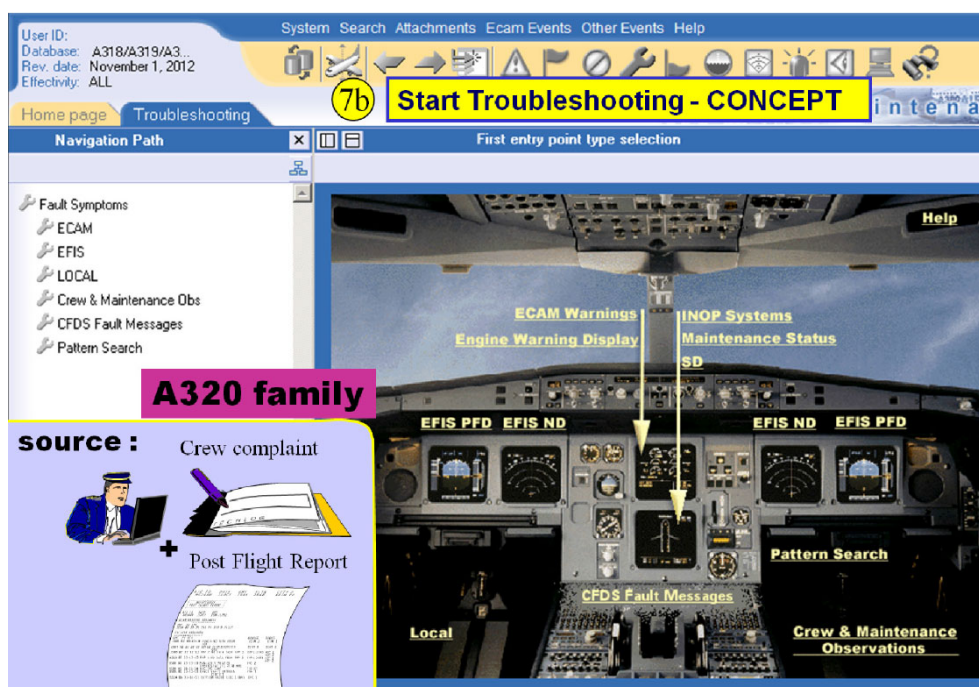 User ID:
Database: A318/A319/A3...
Rev. date: November 1, 2012
Effectivity: ALL
System Search Attachments Ecam Events Other Events Help
7b
Start Troubleshooting - CONCEPT
Home page
Troubleshooting
Navigation Path
First entry point type selection
Fault Symptoms
ECAM
EFIS
LOCAL
Crew & Maintenance Obs
CFDS Fault Messages
Pattern Search
A320 family
source :
Crew complaint
+
Post Flight Report
Help
ECAM Warnings
INOP Systems
Engine Warning Display
Maintenance Status
SD
EFIS PFD
EFIS ND
EFIS ND
EFIS PFD
Pattern Search
CFDS Fault Messages
Local
Crew & Maintenance
Observations